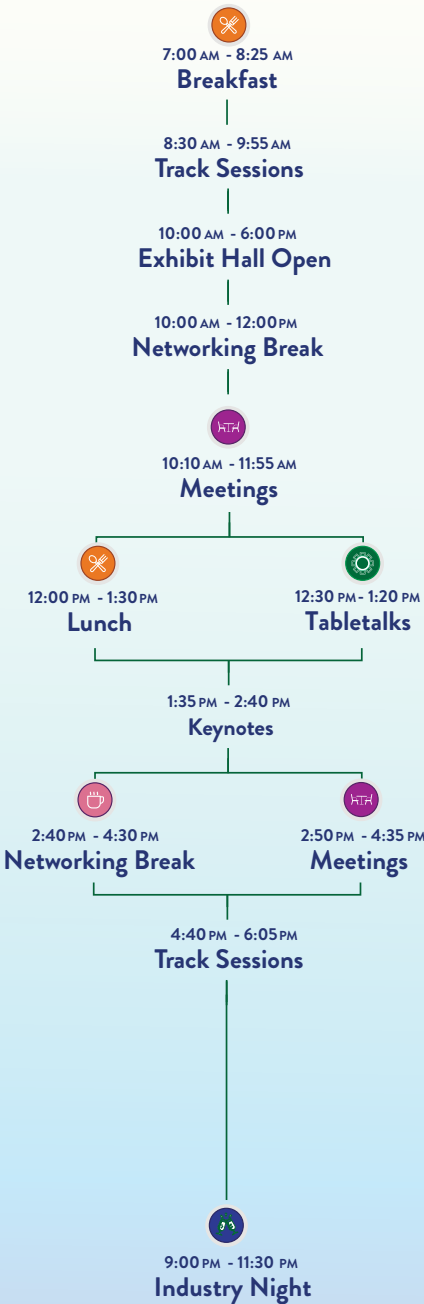 7:00 AM - 8:25 AM
Breakfast
8:30 AM - 9:55 AM
Track Sessions
10:00 AM - 6:00 PM
Exhibit Hall Open
10:00 AM - 12:00 PM
Networking Break
10:10 AM - 11:55 AM
Meetings
12:00 PM - 1:30 PM
Lunch
12:30 PM - 1:20 PM
Tabletalks
1:35 PM - 2:40 PM
Keynotes
2:40 PM - 4:30 PM
Networking Break
2:50 PM - 4:35 PM
Meetings
4:40 PM - 6:05 PM
Track Sessions
9:00 PM - 11:30 PM
Industry Night